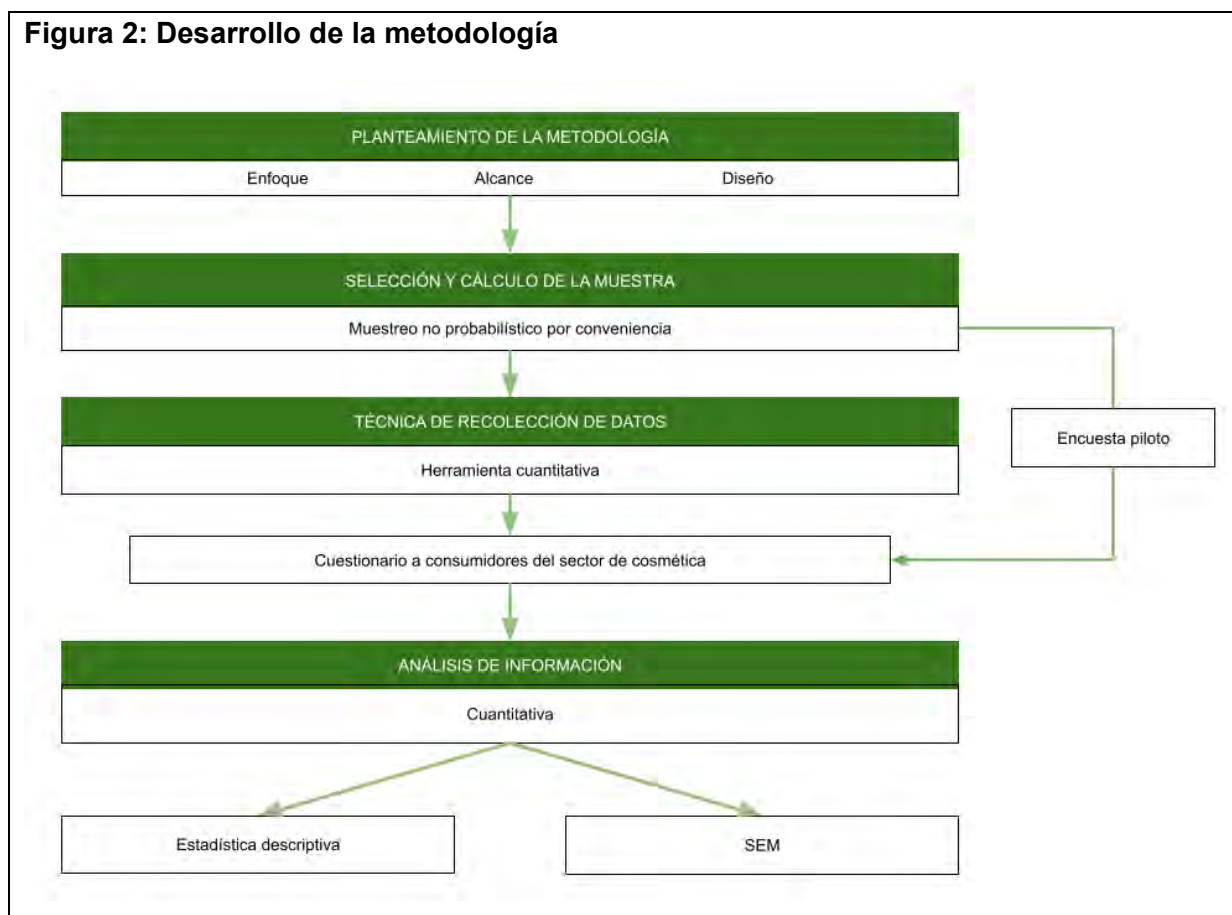 Figura 2: Desarrollo de la metodología
PLANTEAMIENTO DE LA METODOLOGÍA
Enfoque Alcance Diseño
SELECCIÓN Y CÁLCULO DE LA MUESTRA
Muestreo no probabilístico por conveniencia
TÉCNICA DE RECOLECCIÓN DE DATOS
Herramienta cuantitativa
Encuesta piloto
Cuestionario a consumidores del sector de cosmética
ANÁLISIS DE INFORMACIÓN
Cuantitativa
Estadística descriptiva
SEM